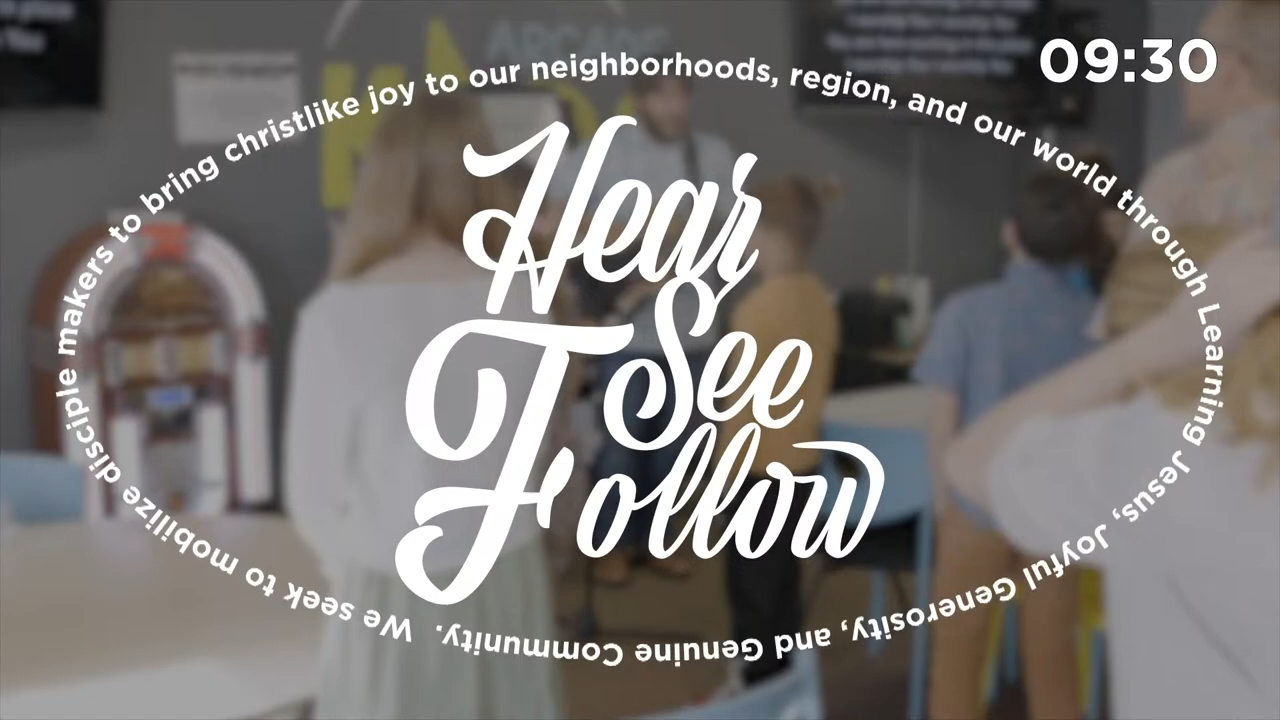 09:30
We seek to mobilize disciple makers to bring christlike joy to our neighborhoods, region, and our world through Learning Jesus, Joyful Generosity, and Genuine Community.
Hear
See
Follow